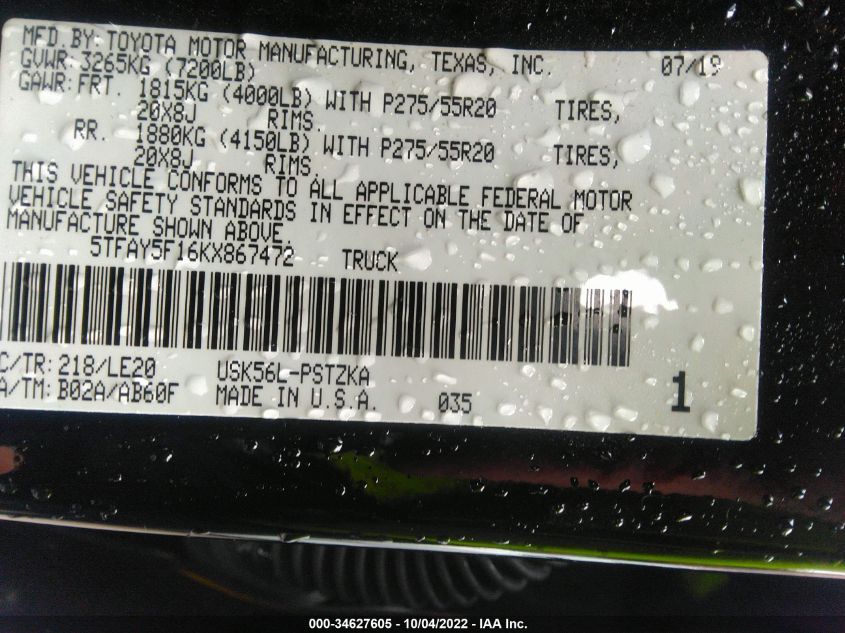 MFD. BY: TOYOTA MOTOR MANUFACTURING, TEXAS, INC. 07/19
GVWR: 3265KG (7200LB)
GAWR: FRT. 1815KG (4000LB) WITH P275/55R20 TIRES,
20X8J RIMS.
RR. 1880KG (4150LB) WITH P275/55R20 TIRES,
20X8J RIMS.
THIS VEHICLE CONFORMS TO ALL APPLICABLE FEDERAL MOTOR
VEHICLE SAFETY STANDARDS IN EFFECT ON THE DATE OF
MANUFACTURE SHOWN ABOVE.
5TFAY5F16KX867472 TRUCK
C/TR: 218/LE20 USK56L-PSTZKA
A/TM: B02A/AB60F MADE IN U.S.A. 035 1
000-34627605 - 10/04/2022 - IAA Inc.